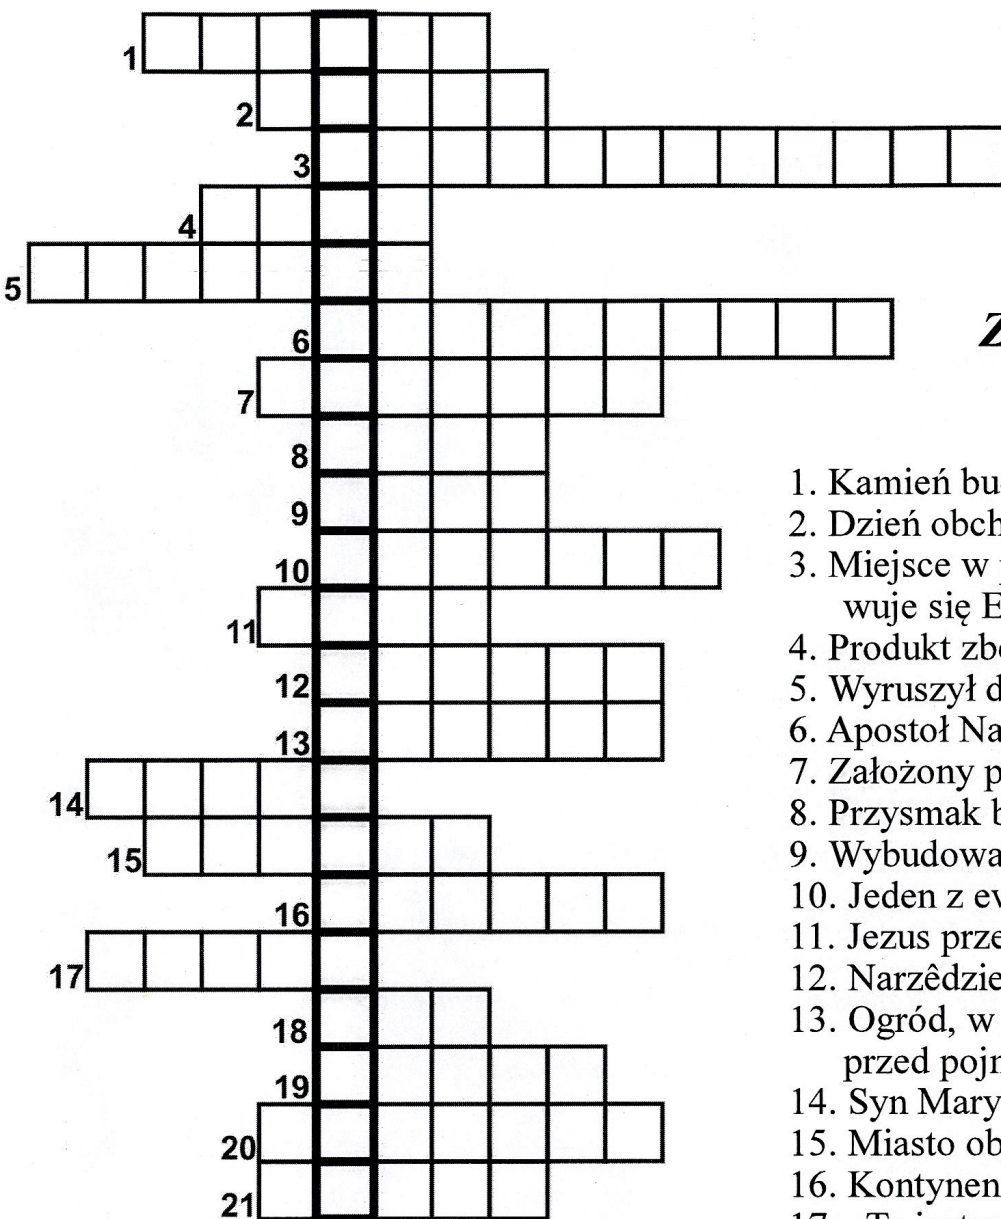 1
2
3
4
5
6
7
8
9
10
11
12
13
14
15
16
17
18
19
20
21
Z
1. Kamień bu
2. Dzień obch
3. Miejsce w
wuje się E
4. Produkt zb
5. Wyruszył d
6. Apostoł Na
7. Założony p
8. Przysmak b
9. Wybudowa
10. Jeden z ew
11. Jezus prze
12. Narzêdzie
13. Ogród, w
przed pojm
14. Syn Mary
15. Miasto ob
16. Kontynen